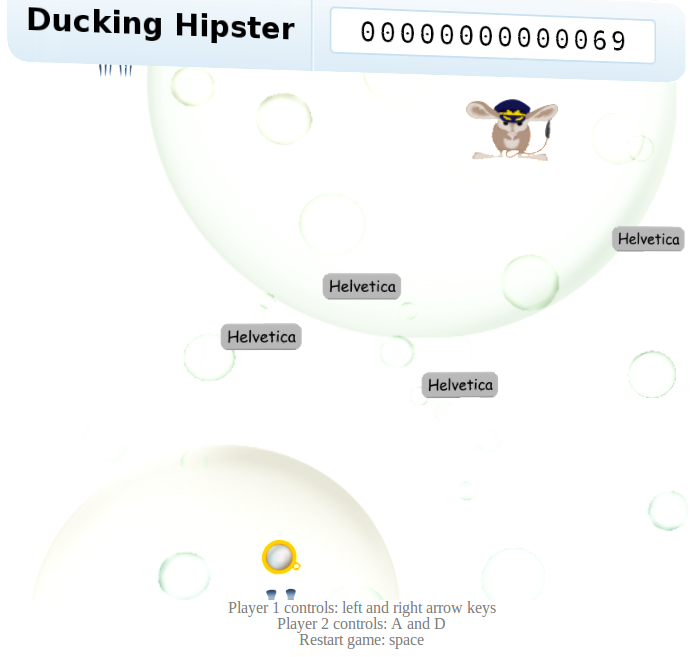 Ducking Hipster
00000000000069
Helvetica
Helvetica
Helvetica
Helvetica
Player 1 controls: left and right arrow keys
Player 2 controls: A and D
Restart game: space